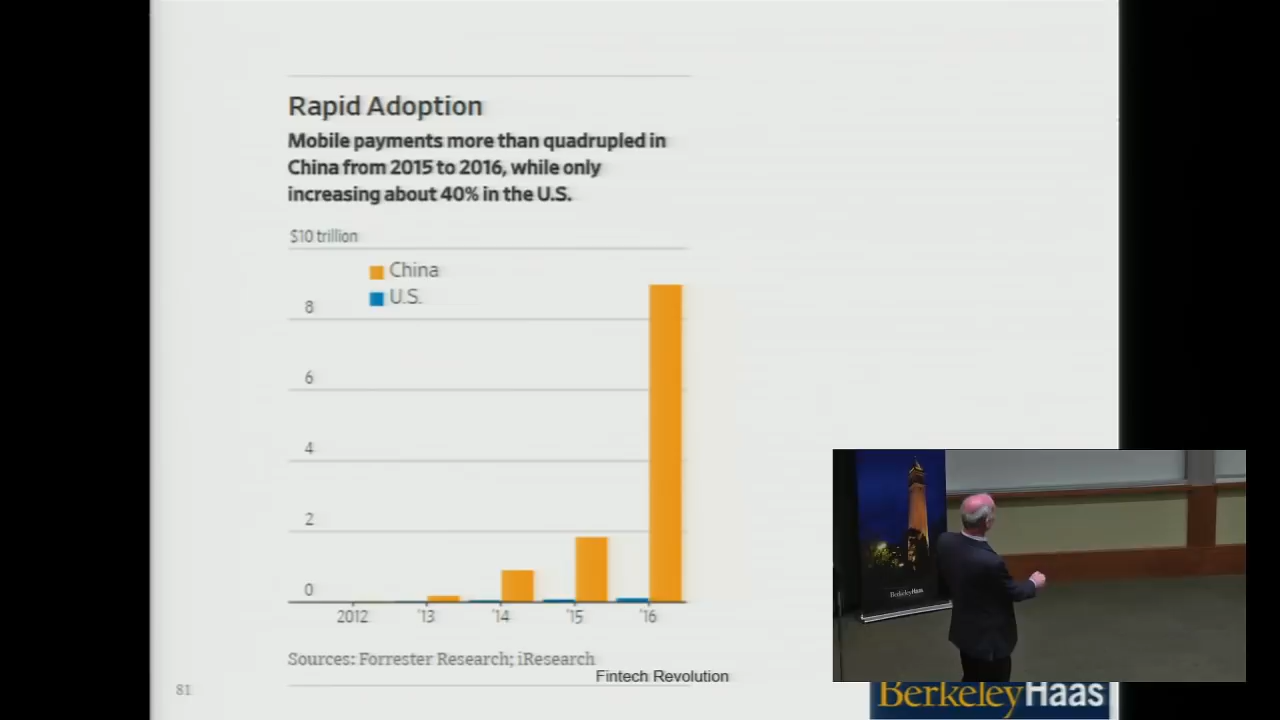 Rapid Adoption
Mobile payments more than quadrupled in
China from 2015 to 2016, while only
increasing about 40% in the U.S.
$10 trillion
China
U.S.
8
6
4
2
0
2012 '13 '14 '15 '16
Sources: Forrester Research; iResearch
Fintech Revolution
81
BerkeleyHaas
BerkeleyHaas